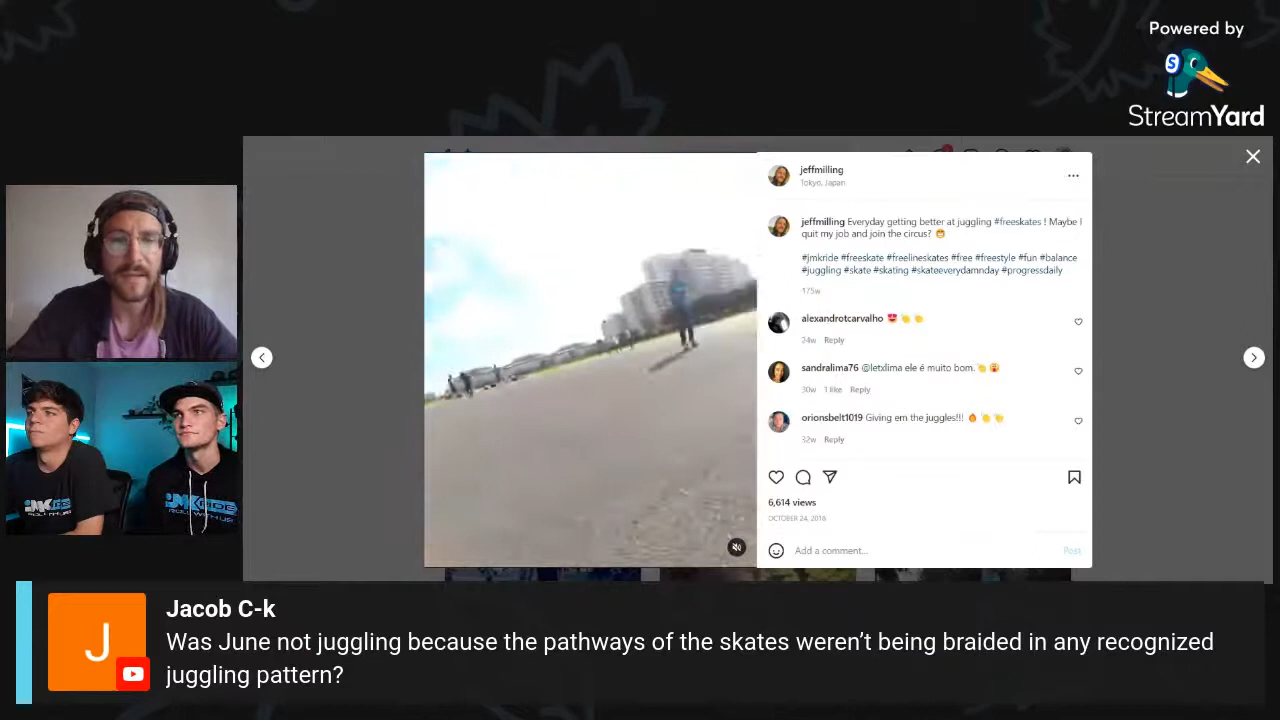 Powered by
StreamYard
jeffmilling
Tokyo, Japan
jeffmilling Everyday getting better at juggling #freeskates ! Maybe I
quit my job and join the circus? 😁
#jmkride #freeskate #freelineskates #free #freestyle #fun #balance
#juggling #skate #skating #skateeverydamnday #progressdaily
175w
alexandrotcarvalho 😍 👏 👏
24w Reply
sandralima76 @letxlima ele é muito bom.👏 😩
30w 1 like Reply
orionsbelt1019 Giving em the juggles!!! 🔥 👏 👏
32w Reply
6,614 views
OCTOBER 24, 2018
Add a comment...
Post
Jacob C-k
J
Was June not juggling because the pathways of the skates weren’t being braided in any recognized
juggling pattern?